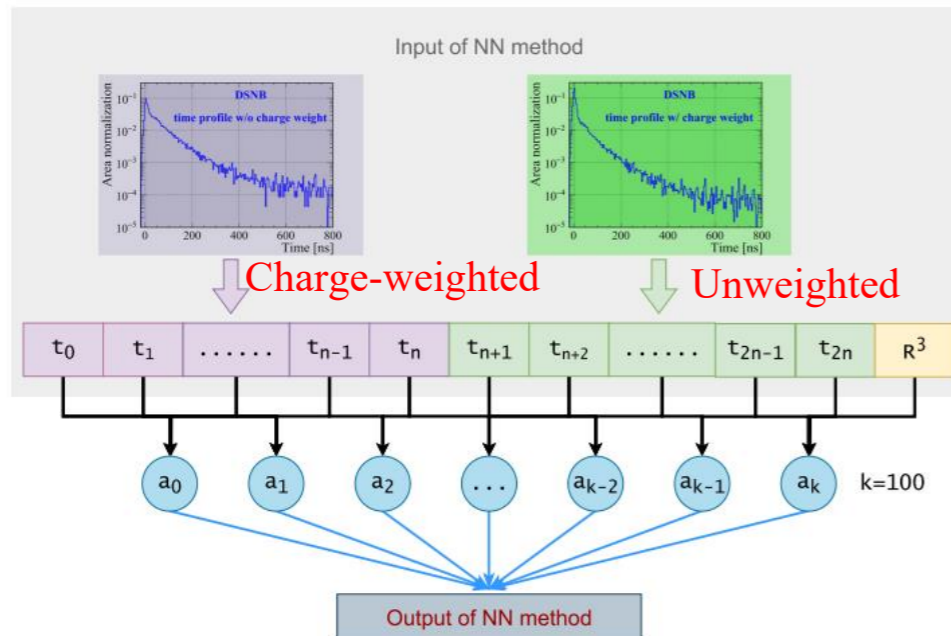 Input of NN method
DSNB
time profile w/o charge weight
Area normalization
10⁻¹
10⁻²
10⁻³
10⁻⁴
10⁻⁵
0 200 400 600 800
Time [ns]
DSNB
time profile w/ charge weight
Area normalization
10⁻¹
10⁻²
10⁻³
10⁻⁴
10⁻⁵
0 200 400 600 800
Time [ns]
Charge-weighted
Unweighted
t₀ t₁ ...... tₙ₋₁ tₙ tₙ₊₁ tₙ₊₂ ...... t₂ₙ₋₁ t₂ₙ R³
a₀ a₁ a₂ ... aₖ₋₂ aₖ₋₁ aₖ k=100
Output of NN method